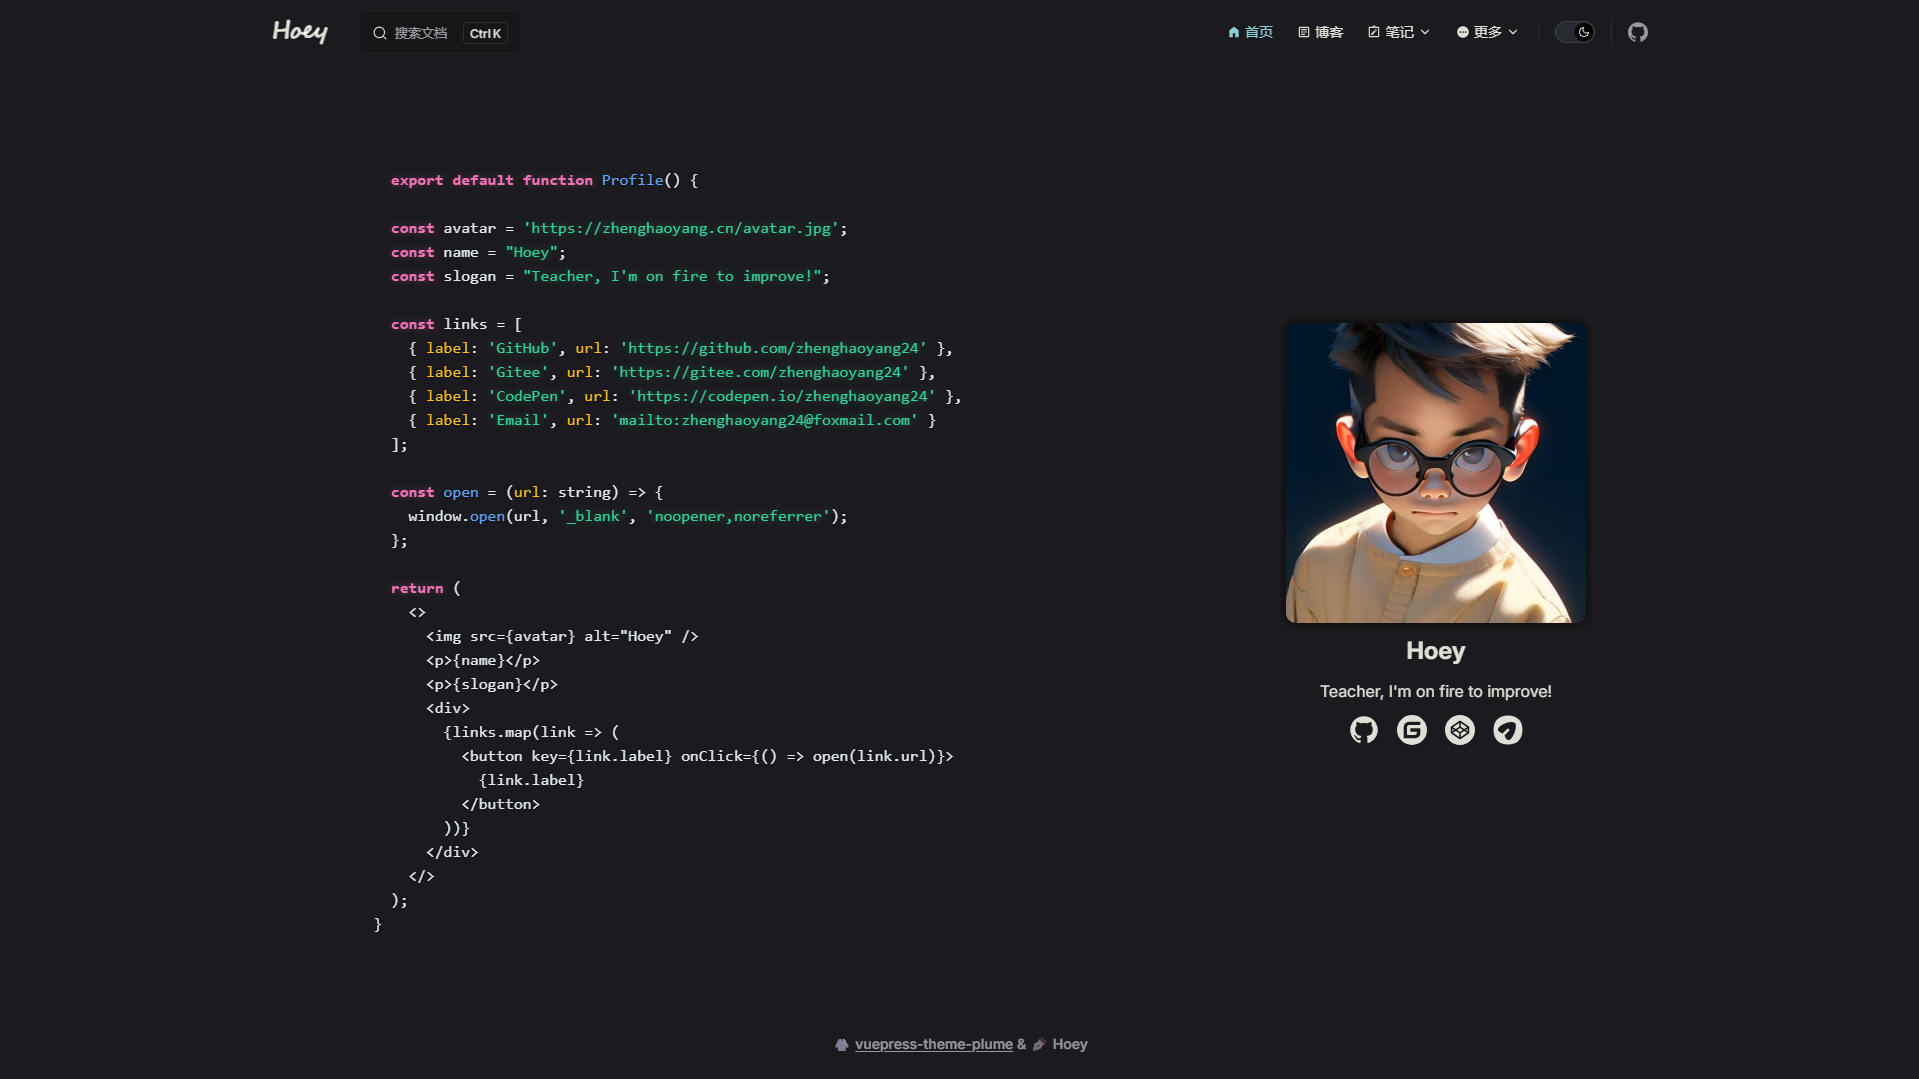 Hoey
搜索文档 Ctrl K
首页 博客 笔记 更多
export default function Profile() {
const avatar = 'https://zhenghaoyang.cn/avatar.jpg';
const name = "Hoey";
const slogan = "Teacher, I'm on fire to improve!";
const links = [
{ label: 'GitHub', url: 'https://github.com/zhenghaoyang24' },
{ label: 'Gitee', url: 'https://gitee.com/zhenghaoyang24' },
{ label: 'CodePen', url: 'https://codepen.io/zhenghaoyang24' },
{ label: 'Email', url: 'mailto:zhenghaoyang24@foxmail.com' }
];
const open = (url: string) => {
window.open(url, '_blank', 'noopener,noreferrer');
};
return (
<>
<img src={avatar} alt="Hoey" />
<p>{name}</p>
<p>{slogan}</p>
<div>
{links.map(link => (
<button key={link.label} onClick={() => open(link.url)}>
{link.label}
</button>
))}
</div>
</>
);
}
Hoey
Teacher, I'm on fire to improve!
vuepress-theme-plume & Hoey